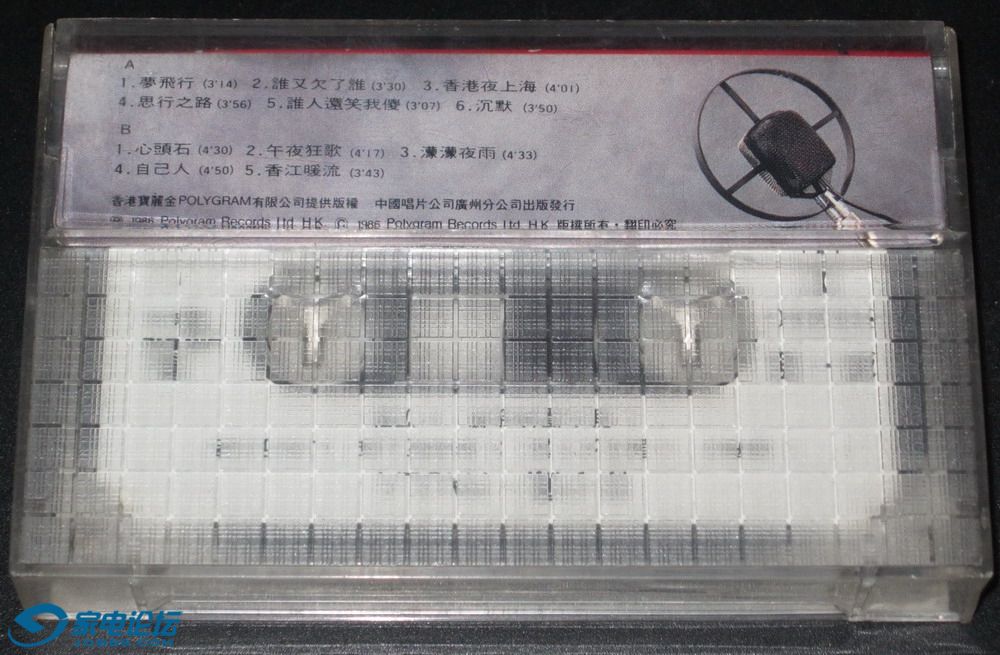 A
1.夢飛行 (3'14) 2.誰又欠了誰 (3'30) 3.香港夜上海 (4'01)
4.思行之路 (3'56) 5.誰人還笑我傻 (3'07) 6.沉默 (3'50)
B
1.心頭石 (4'30) 2.午夜狂歌 (4'17) 3.濛濛夜雨 (4'33)
4.自己人 (4'50) 5.香江暖流 (3'43)
香港寶麗金POLYGRAM有限公司提供版權 中國唱片公司廣州分公司出版發行
Ⓟ 1986 Polygram Records Ltd. H.K. © 1986 Polygram Records Ltd. H.K. 版權所有・翻印必究
家电论坛